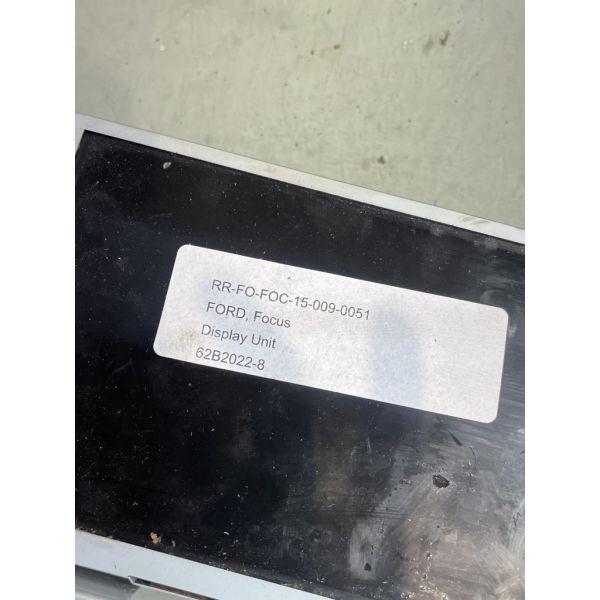 RR-FO-FOC-15-009-0051
FORD, Focus
Display Unit
62B2022-8